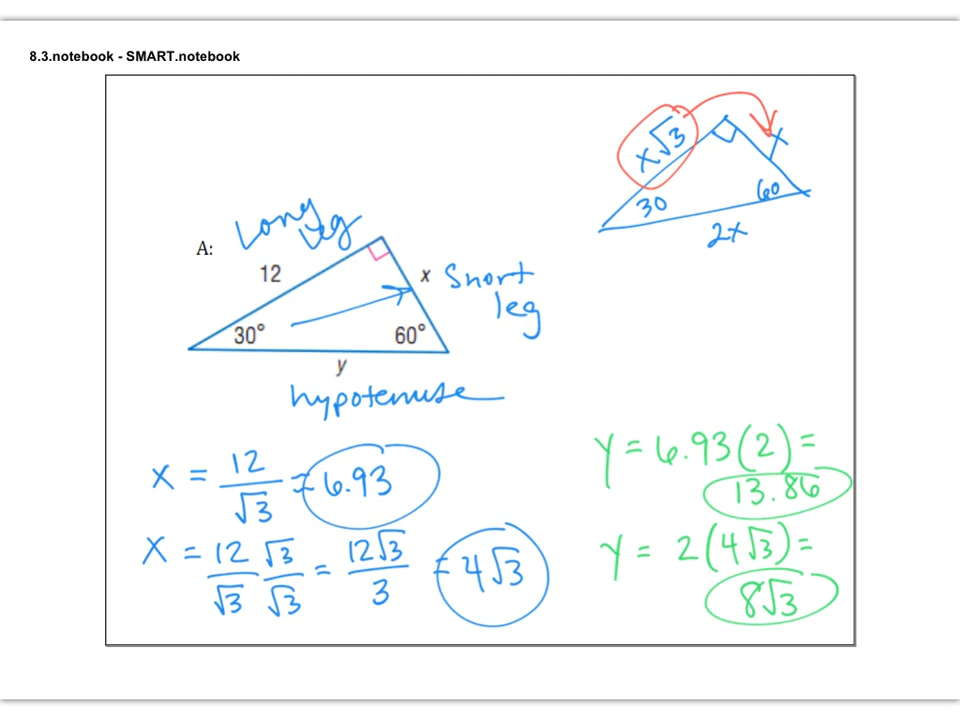 8.3.notebook - SMART.notebook
x√3
x
30
60
2x
Long
leg
A:
12
x Short
leg
30°
60°
y
hypotenuse
x = 12/√3 = 6.93
x = 12/√3 √3/√3 = 12√3/3 = 4√3
y = 6.93(2) =
13.86
y = 2(4√3) =
8√3